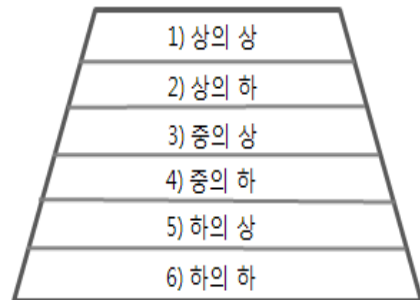 1) 상의 상
2) 상의 하
3) 중의 상
4) 중의 하
5) 하의 상
6) 하의 하